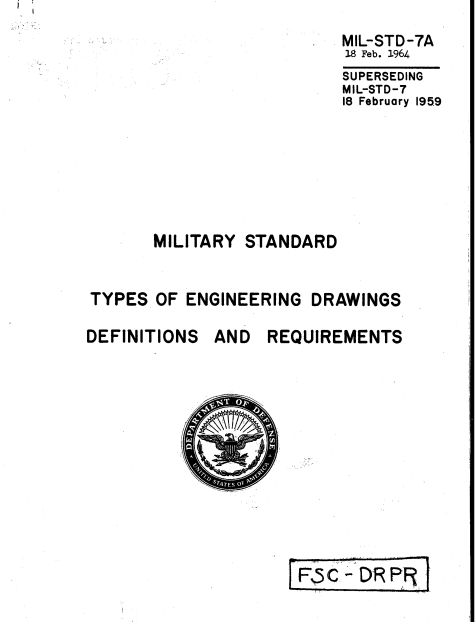 MIL-STD-7A
18 Feb. 1964
SUPERSEDING
MIL-STD-7
18 February 1959
MILITARY STANDARD
TYPES OF ENGINEERING DRAWINGS
DEFINITIONS AND REQUIREMENTS
DEPARTMENT OF DEFENSE
UNITED STATES OF AMERICA
FSC-DRPR